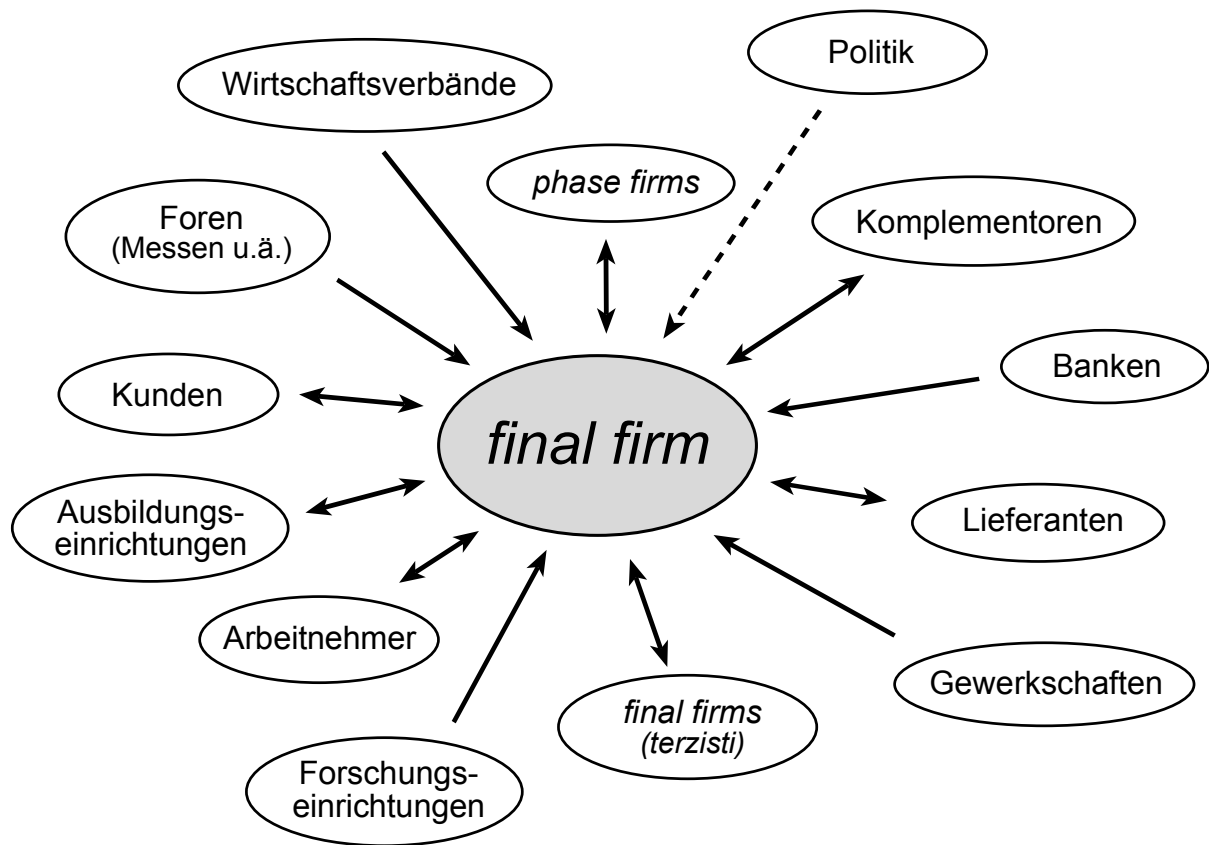 Politik
Wirtschaftsverbände
phase firms
Foren
(Messen u.ä.)
Komplementoren
Banken
Kunden
final firm
Ausbildungs-
einrichtungen
Lieferanten
Arbeitnehmer
Gewerkschaften
final firms
(terzisti)
Forschungs-
einrichtungen